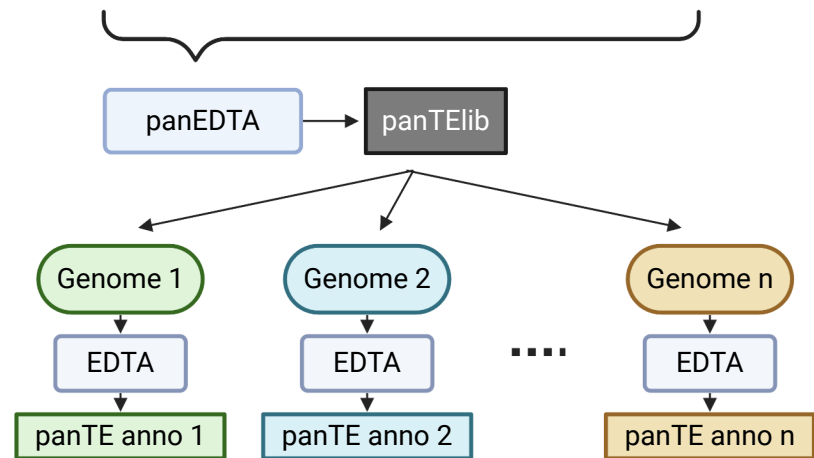 panEDTA
panTElib
Genome 1
Genome 2
Genome n
EDTA
EDTA
....
EDTA
panTE anno 1
panTE anno 2
panTE anno n